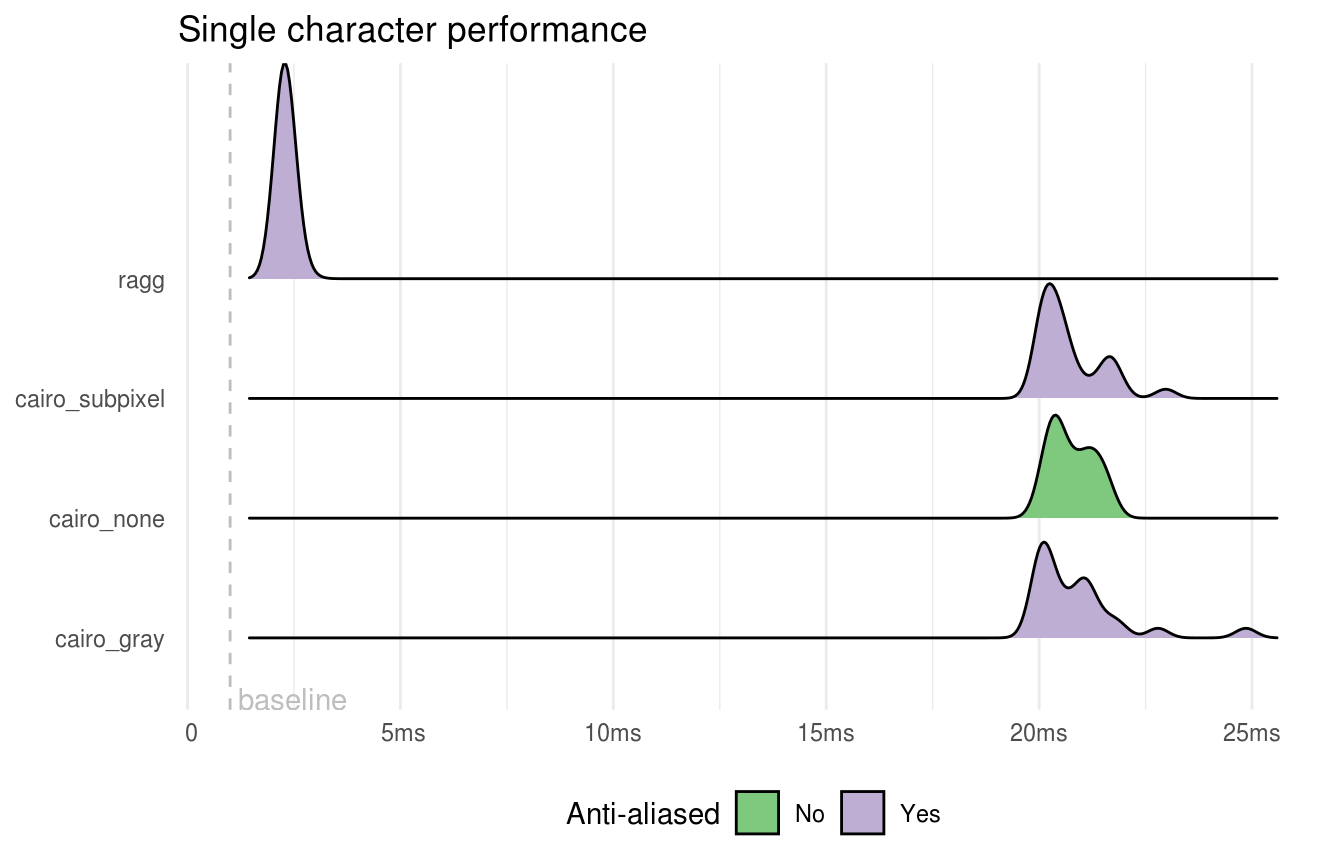 Single character performance
ragg
cairo_subpixel
cairo_none
cairo_gray
baseline
0 5ms 10ms 15ms 20ms 25ms
Anti-aliased No Yes